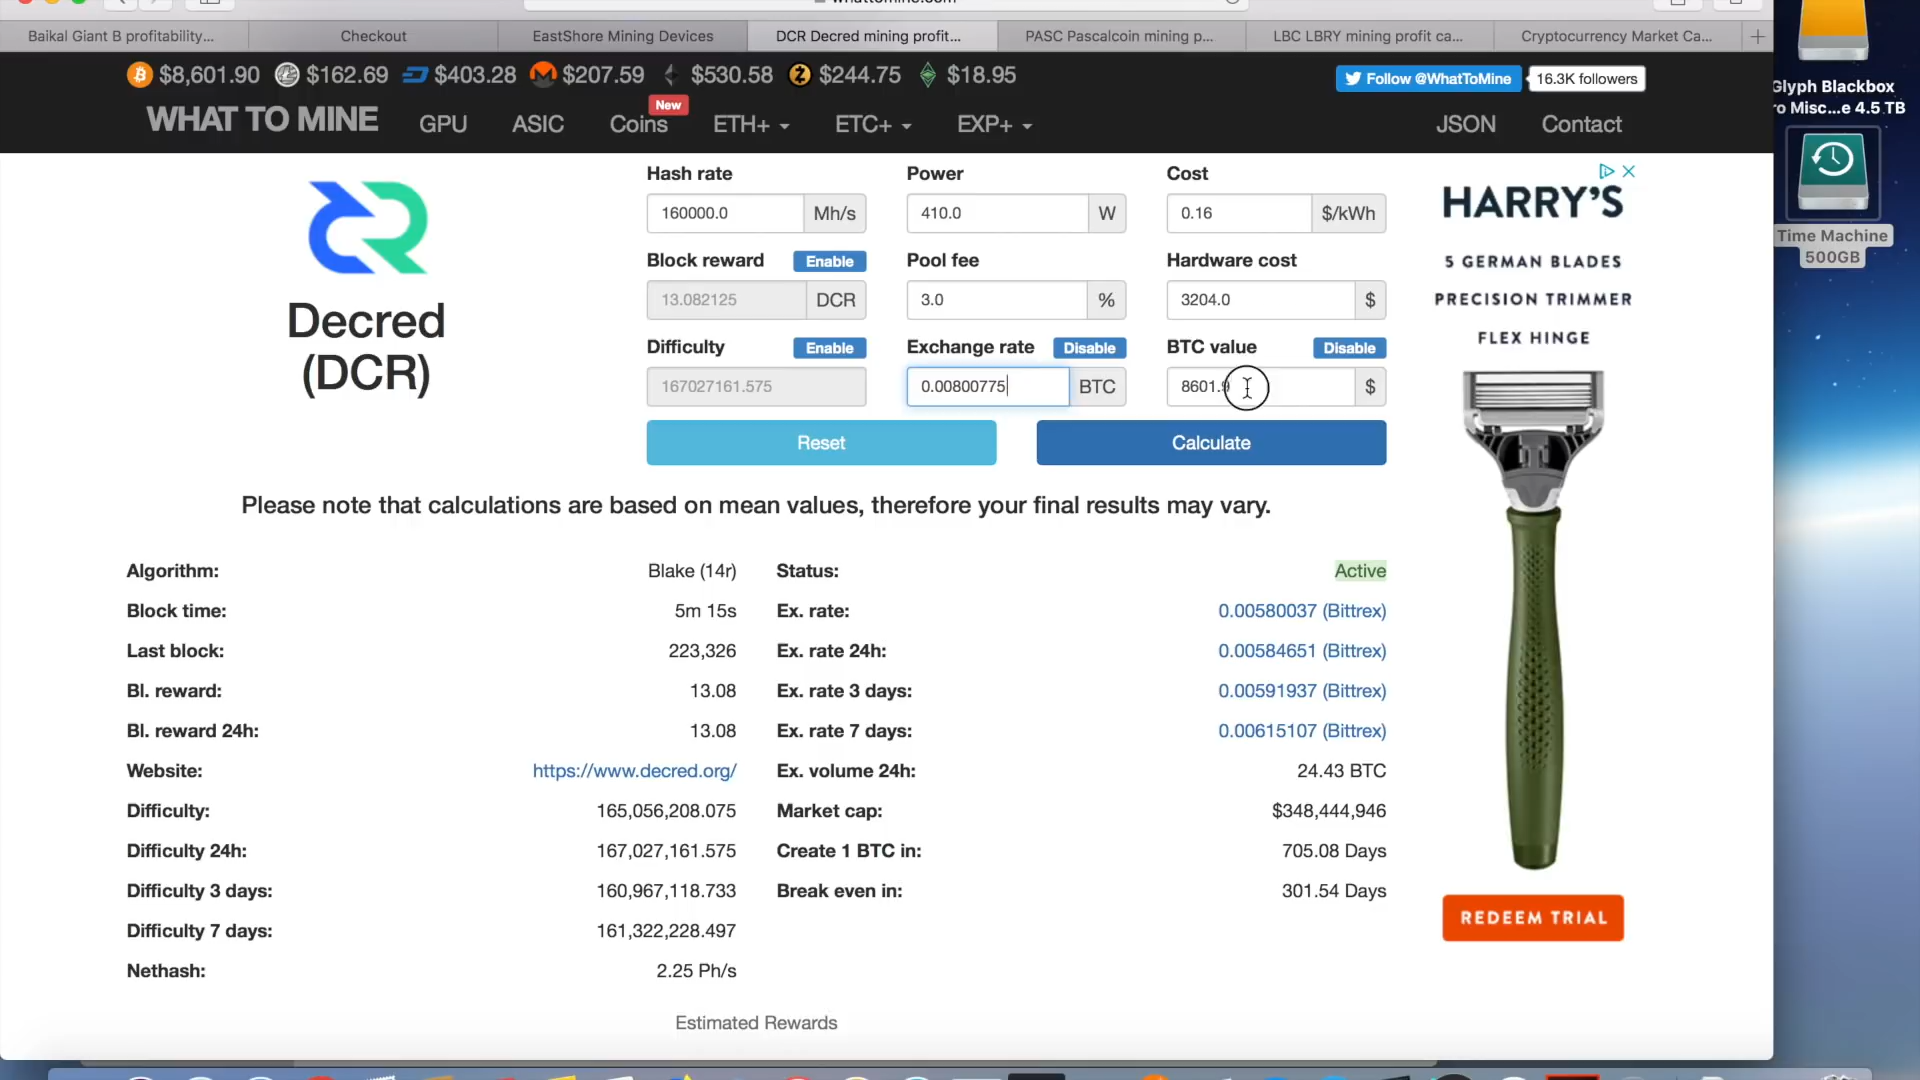 whattomine.com
Baikal Giant B profitability...
Checkout
EastShore Mining Devices
DCR Decred mining profit...
PASC Pascalcoin mining p...
LBC LBRY mining profit ca...
Cryptocurrency Market Ca...
$8,601.90 $162.69 $403.28 $207.59 $530.58 $244.75 $18.95
Follow @WhatToMine 16.3K followers
WHAT TO MINE GPU ASIC Coins New ETH+ ETC+ EXP+ JSON Contact
Glyph Blackbox
ro Misc...e 4.5 TB
Time Machine
500GB
Decred
(DCR)
Hash rate Power Cost
160000.0 Mh/s 410.0 W 0.16 $/kWh
Block reward Enable Pool fee Hardware cost
13.082125 DCR 3.0 % 3204.0 $
Difficulty Enable Exchange rate Disable BTC value Disable
167027161.575 0.00800775 BTC 8601.9 $
Reset Calculate
HARRY'S
5 GERMAN BLADES
PRECISION TRIMMER
FLEX HINGE
REDEEM TRIAL
Please note that calculations are based on mean values, therefore your final results may vary.
Algorithm: Blake (14r) Status: Active
Block time: 5m 15s Ex. rate: 0.00580037 (Bittrex)
Last block: 223,326 Ex. rate 24h: 0.00584651 (Bittrex)
Bl. reward: 13.08 Ex. rate 3 days: 0.00591937 (Bittrex)
Bl. reward 24h: 13.08 Ex. rate 7 days: 0.00615107 (Bittrex)
Website: https://www.decred.org/ Ex. volume 24h: 24.43 BTC
Difficulty: 165,056,208.075 Market cap: $348,444,946
Difficulty 24h: 167,027,161.575 Create 1 BTC in: 705.08 Days
Difficulty 3 days: 160,967,118.733 Break even in: 301.54 Days
Difficulty 7 days: 161,322,228.497
Nethash: 2.25 Ph/s
Estimated Rewards